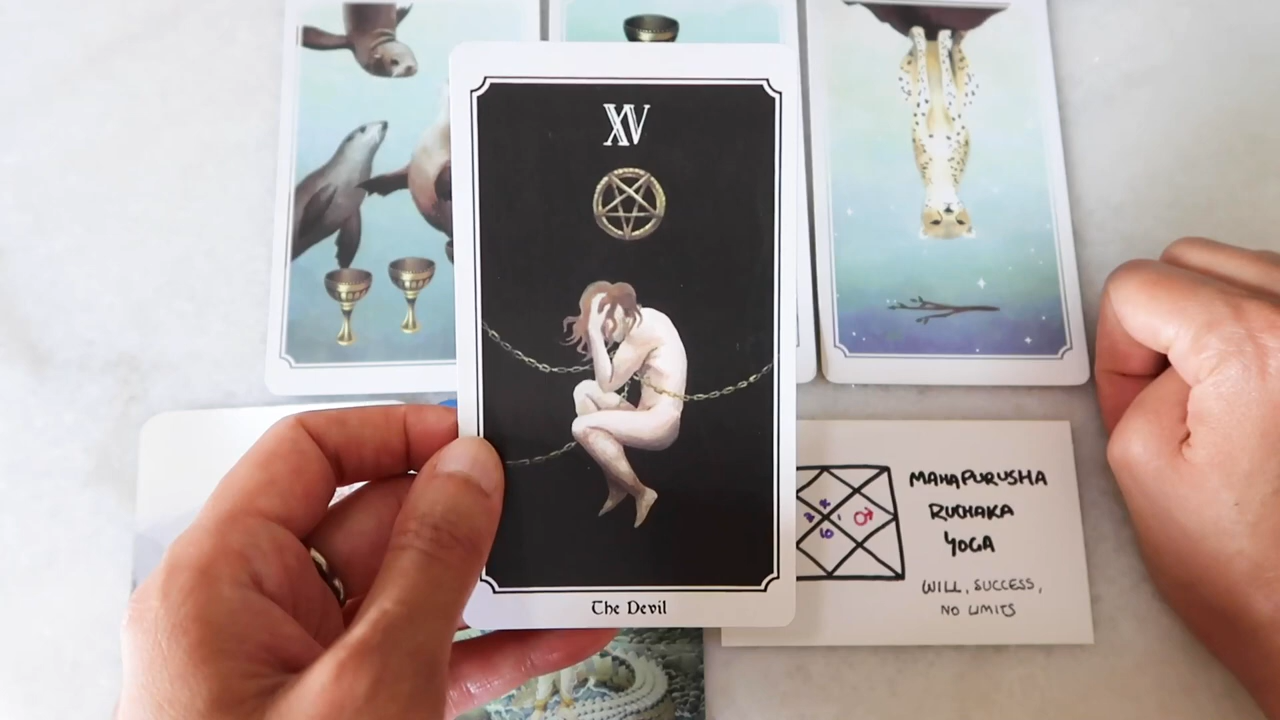 XV
The Devil
MAHAPURUSHA
RUCHAKA
YOGA
WILL, SUCCESS,
NO LIMITS